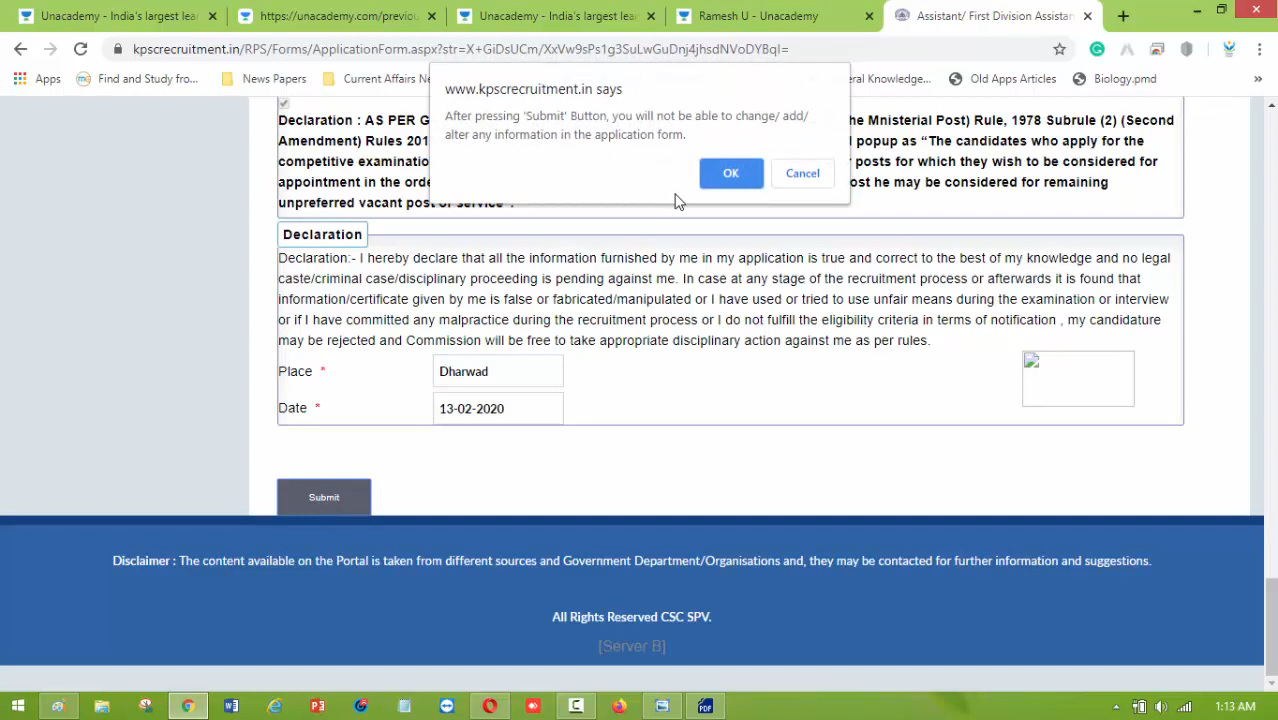 Unacademy - India's largest lea
https://unacademy.com/previou
Unacademy - India's largest lea
Ramesh U - Unacademy
Assistant/ First Division Assistan
kpscrecruitment.in/RPS/Forms/ApplicationForm.aspx?str=X+GiDsUCm/XxVw9sPs1g3SuLwGuDnj4jhsdNVoDYBqI=
Apps
Find and Study fro...
News Papers
Current Affairs
Knowledge...
Old Apps Articles
Biology.pmd
»
www.kpscrecruitment.in says
After pressing 'Submit' Button, you will not be able to change/ add/
alter any information in the application form.
OK
Cancel
Declaration : AS PER G he Mnisterial Post) Rule, 1978 Subrule (2) (Second
Amendment) Rules 201 popup as “The candidates who apply for the
competitive examination posts for which they wish to be considered for
appointment in the orde ost he may be considered for remaining
unpreferred vacant post or service".
Declaration
Declaration:- I hereby declare that all the information furnished by me in my application is true and correct to the best of my knowledge and no legal
caste/criminal case/disciplinary proceeding is pending against me. In case at any stage of the recruitment process or afterwards it is found that
information/certificate given by me is false or fabricated/manipulated or I have used or tried to use unfair means during the examination or interview
or if I have committed any malpractice during the recruitment process or I do not fulfill the eligibility criteria in terms of notification , my candidature
may be rejected and Commission will be free to take appropriate disciplinary action against me as per rules.
Place * Dharwad
Date * 13-02-2020
Submit
Disclaimer : The content available on the Portal is taken from different sources and Government Department/Organisations and, they may be contacted for further information and suggestions.
All Rights Reserved CSC SPV.
[Server B]
PDF
1:13 AM